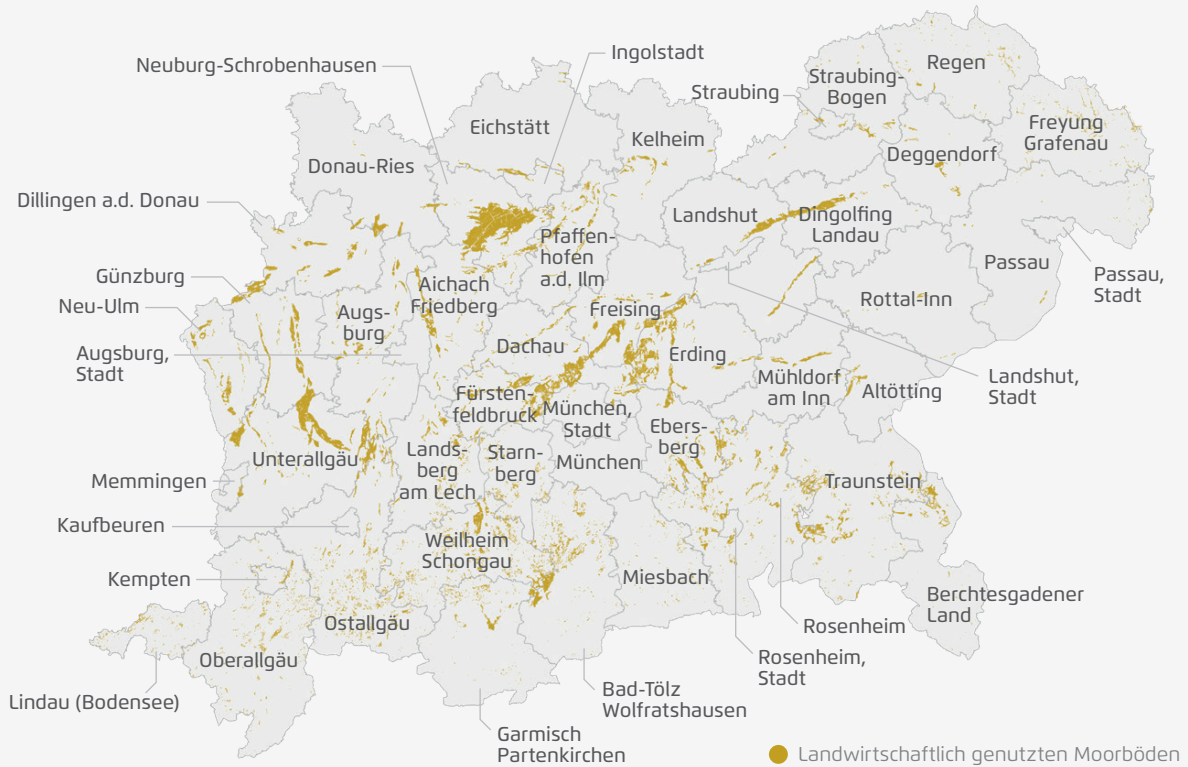 Ingolstadt
Neuburg-Schrobenhausen
Regen
Straubing-
Bogen
Straubing
Eichstätt
Freyung
Grafenau
Kelheim
Deggendorf
Donau-Ries
Dillingen a.d. Donau
Landshut
Dingolfing
Landau
Pfaffen-
hofen
a.d. Ilm
Passau
Passau,
Stadt
Günzburg
Aichach
Friedberg
Rottal-Inn
Neu-Ulm
Augs-
burg
Freising
Augsburg,
Stadt
Dachau
Erding
Mühldorf
am Inn
Landshut,
Stadt
Altötting
Fürsten-
feldbruck
München,
Stadt
Ebers-
berg
Unterallgäu
Lands-
berg
am Lech
Starn-
berg
München
Memmingen
Traunstein
Kaufbeuren
Weilheim
Schongau
Kempten
Miesbach
Berchtesgadener
Land
Ostallgäu
Rosenheim
Oberallgäu
Rosenheim,
Stadt
Lindau (Bodensee)
Bad-Tölz
Wolfratshausen
Garmisch
Partenkirchen
Landwirtschaftlich genutzten Moorböden